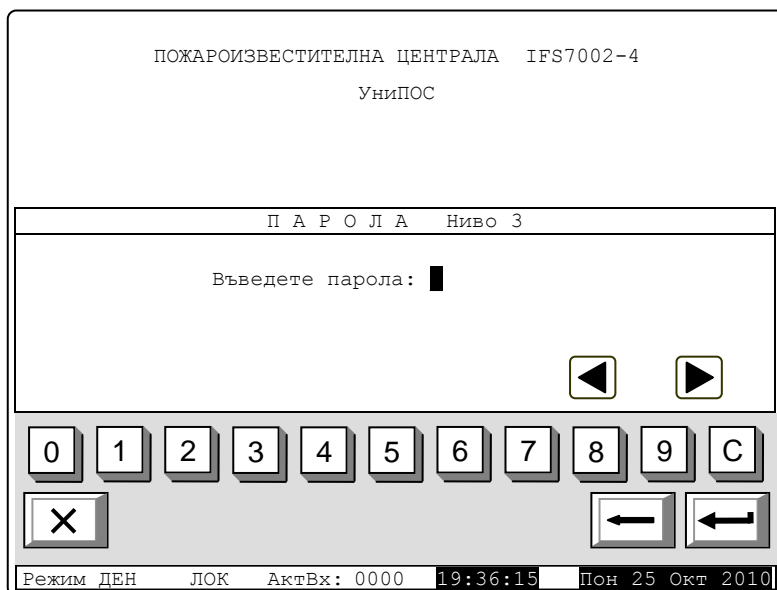 ПОЖАРОИЗВЕСТИТЕЛНА ЦЕНТРАЛА IFS7002-4
УниПОС
П А Р О Л А Ниво 3
Въведете парола:
0 1 2 3 4 5 6 7 8 9 C
Режим ДЕН ЛОК АктВх: 0000 19:36:15 Пон 25 Окт 2010